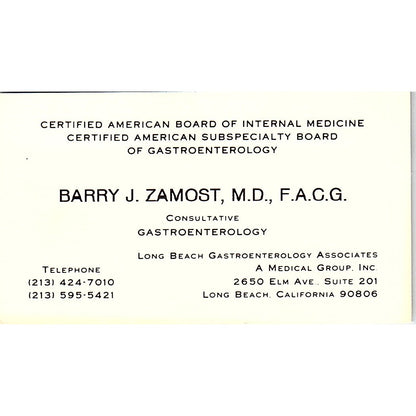 CERTIFIED AMERICAN BOARD OF INTERNAL MEDICINE
CERTIFIED AMERICAN SUBSPECIALTY BOARD
OF GASTROENTEROLOGY
BARRY J. ZAMOST, M.D., F.A.C.G.
CONSULTATIVE
GASTROENTEROLOGY
LONG BEACH GASTROENTEROLOGY ASSOCIATES
A MEDICAL GROUP, INC.
2650 ELM AVE., SUITE 201
LONG BEACH, CALIFORNIA 90806
TELEPHONE
(213) 424-7010
(213) 595-5421